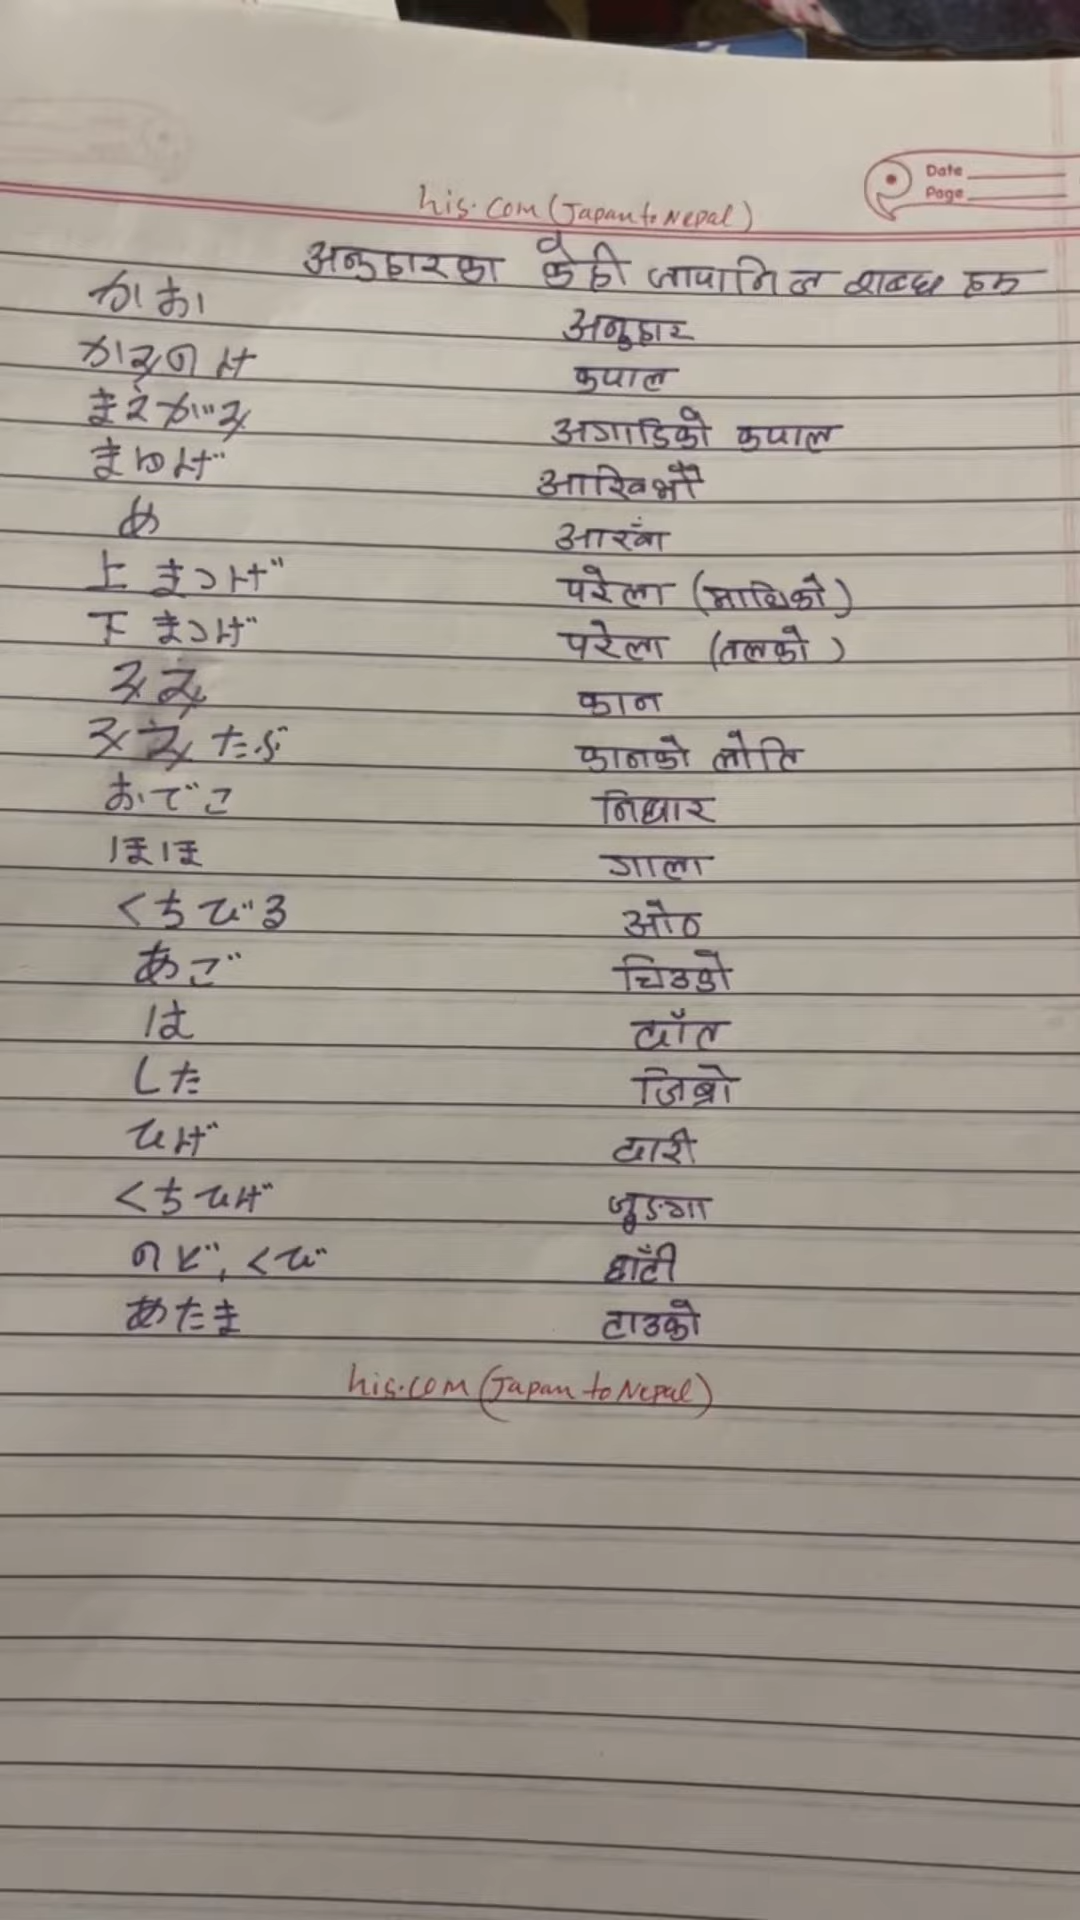 Date
Page
his.com (Japan to Nepal)
अनुहारका केही जापानिज शब्द हरू
かお अनुहार
かみのけ कपाल
まえがみ अगाडिको कपाल
まゆげ आखिभौं
め आखाँ
上 まつげ परेला (माथिको)
下 まつげ परेला (तलको)
みみ कान
みみ たぶ कानको लोति
おでこ निधार
ほほ गाला
くちびる ओठ
あご चिउडो
は दाँत
した जिब्रो
ひげ दारी
くちひげ जुङ्गा
のど, くび घाँटी
あたま टाउको
his.com (Japan to Nepal)